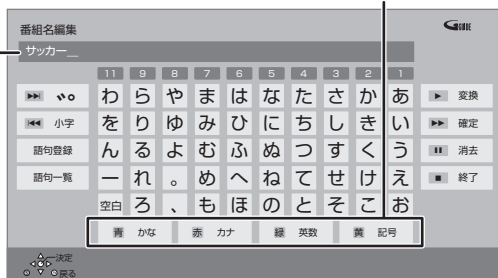 番組名編集
G GUIDE
サッカー＿
11 9 8 7 6 5 4 3 2 1
▶▶| ゛゜ わ ら や ま は な た さ か あ ▶ 変換
|◀◀ 小字 を り ゆ み ひ に ち し き い ▶▶ 確定
語句登録 ん る よ む ふ ぬ つ す く う ❚❚ 消去
語句一覧 ー れ 。 め へ ね て せ け え ■ 終了
空白 ろ 、 も ほ の と そ こ お
青 かな 赤 カナ 緑 英数 黄 記号
決定
戻る